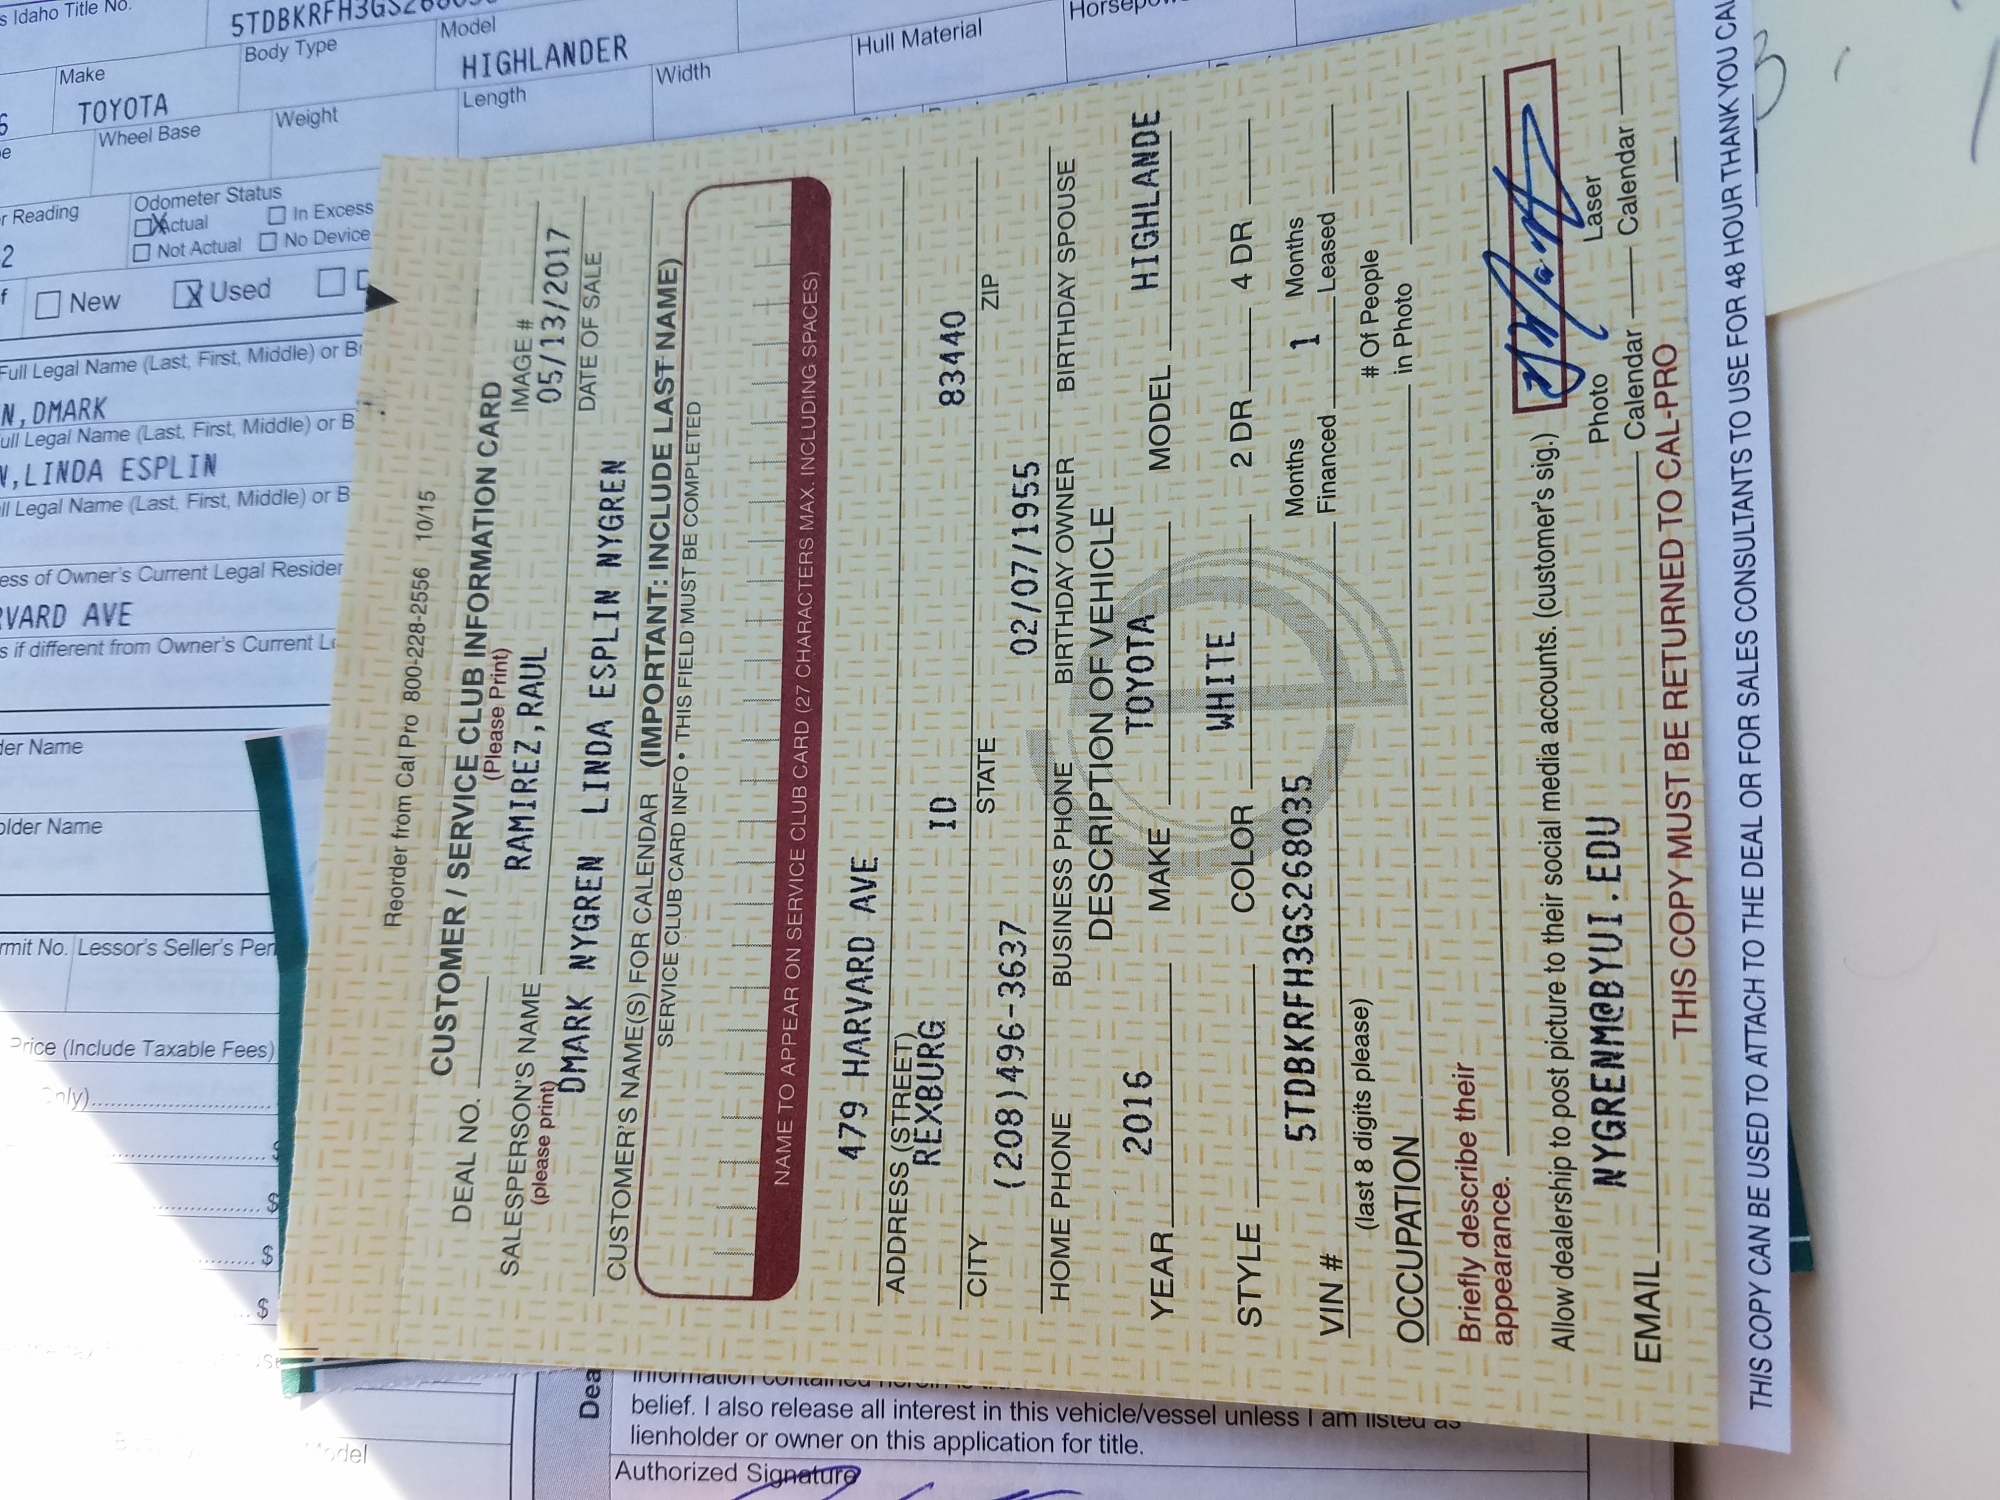 s Idaho Title No.
5TDBKRFH3GS268035
Make
Body Type
Model
Hull Material
TOYOTA
HIGHLANDER
Wheel Base
Weight
Length
Width
r Reading
Odometer Status
Actual
In Excess
Not Actual
No Device
2
New
X Used
Full Legal Name (Last, First, Middle) or B
N,DMARK
ull Legal Name (Last, First, Middle) or B
N,LINDA ESPLIN
ll Legal Name (Last, First, Middle) or B
ess of Owner's Current Legal Residen
RVARD AVE
s if different from Owner's Current L
der Name
older Name
rmit No.
Lessor's Seller's Per
Price (Include Taxable Fees)
Only)
$
$
$
$
odel
Reorder from Cal Pro 800-228-2556 10/15
CUSTOMER / SERVICE CLUB INFORMATION CARD
(Please Print)
DEAL NO.
IMAGE #
RAMIREZ,RAUL
05/13/2017
SALESPERSON'S NAME
(please print)
DATE OF SALE
DMARK NYGREN LINDA ESPLIN NYGREN
CUSTOMER'S NAME(S) FOR CALENDAR (IMPORTANT: INCLUDE LAST NAME)
SERVICE CLUB CARD INFO • THIS FIELD MUST BE COMPLETED
NAME TO APPEAR ON SERVICE CLUB CARD (27 CHARACTERS MAX. INCLUDING SPACES)
479 HARVARD AVE
ADDRESS (STREET)
REXBURG ID 83440
CITY STATE ZIP
(208)496-3637 02/07/1955
HOME PHONE BUSINESS PHONE BIRTHDAY OWNER BIRTHDAY SPOUSE
DESCRIPTION OF VEHICLE
YEAR 2016 MAKE TOYOTA MODEL HIGHLANDE
STYLE COLOR WHITE 2 DR 4 DR
VIN # 5TDBKRFH3GS268035
(last 8 digits please)
Months Financed 1 Months Leased
OCCUPATION
# Of People in Photo
Briefly describe their
appearance.
Allow dealership to post picture to their social media accounts. (customer's sig.)
EMAIL NYGRENM@BYUI.EDU
Photo Calendar
Laser Calendar
THIS COPY MUST BE RETURNED TO CAL-PRO
THIS COPY CAN BE USED TO ATTACH TO THE DEAL OR FOR SALES CONSULTANTS TO USE FOR 48 HOUR THANK YOU CAL
Dea
belief. I also release all interest in this vehicle/vessel unless I am listed as
lienholder or owner on this application for title.
Authorized Signature